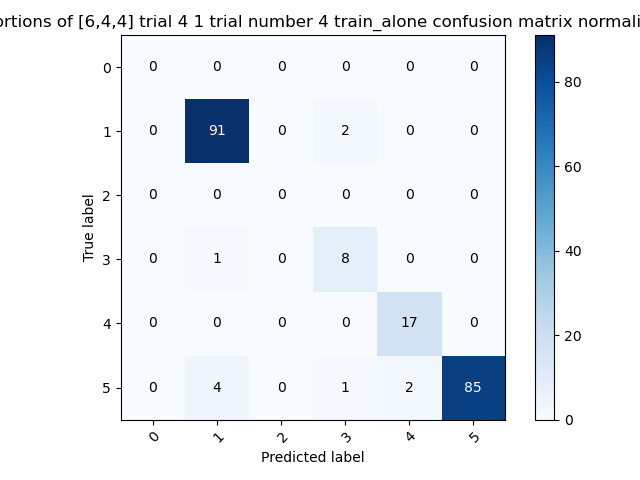 ortions of [6,4,4] trial 4 1 trial number 4 train_alone confusion matrix normali
0 0 0 0 0 0 0
1 0 91 0 2 0 0
2 0 0 0 0 0 0
3 0 1 0 8 0 0
4 0 0 0 0 17 0
5 0 4 0 1 2 85
0 1 2 3 4 5
True label
Predicted label
80
60
40
20
0